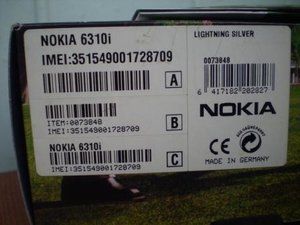 NOKIA 6310i
IMEI:351549001728709
A
ITEM:0073848
IMEI:351549001728709
B
NOKIA 6310i
IMEI:351549001728709
C
LIGHTNING SILVER
0073848
6 417182 202827
NOKIA
CE
MADE IN GERMANY